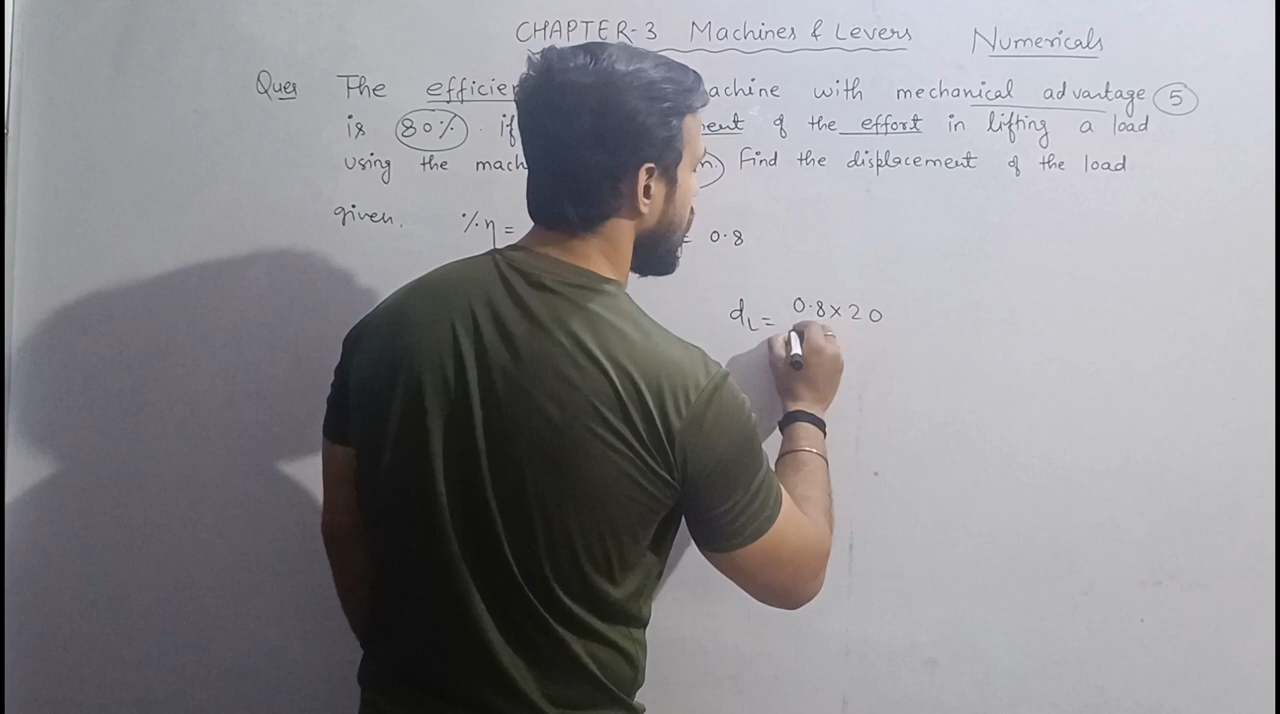 CHAPTER-3 Machines & Levers Numericals
Ques The efficie achine with mechanical advantage 5
is 80%. if ment of the effort in lifting a load
using the mach n. Find the displacement of the load
given. %η = = 0.8
dL = 0.8 × 20